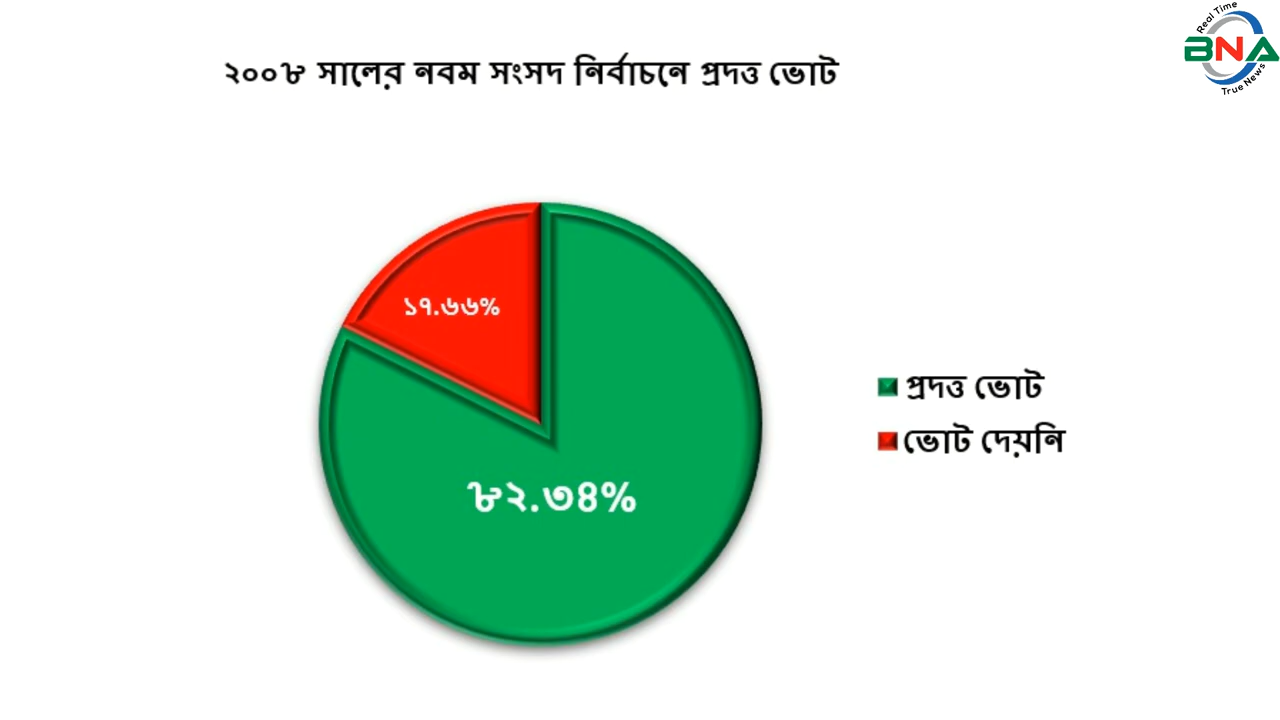 Real Time
BNA
True News
২০০৮ সালের নবম সংসদ নির্বাচনে প্রদত্ত ভোট
১৭.৬৬%
৮২.৩৪%
প্রদত্ত ভোট
ভোট দেয়নি